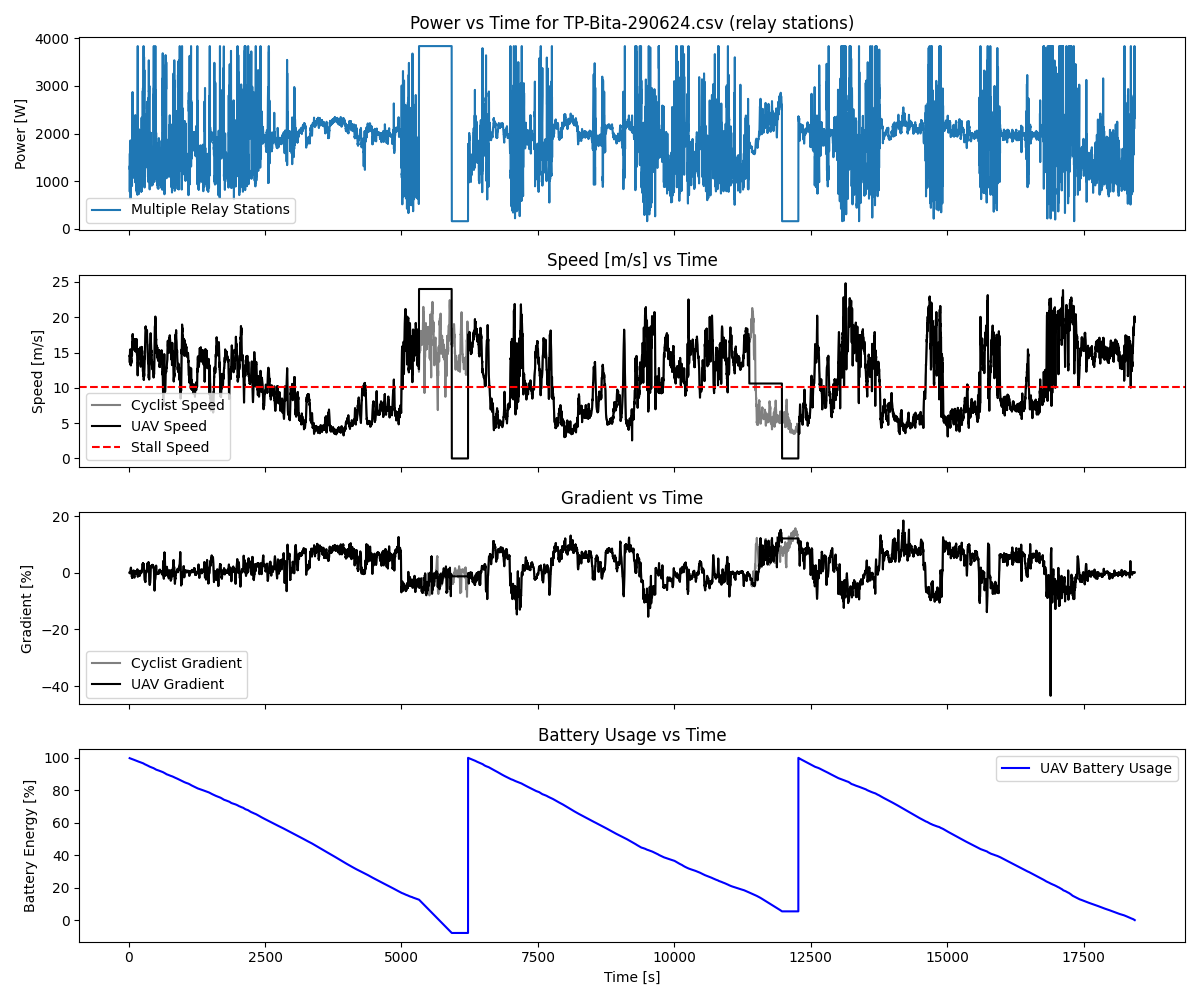 Power vs Time for TP-Bita-290624.csv (relay stations)
4000
3000
2000
1000
0
Power [W]
Multiple Relay Stations
Speed [m/s] vs Time
25
20
15
10
5
0
Speed [m/s]
Cyclist Speed
UAV Speed
Stall Speed
Gradient vs Time
20
0
−20
−40
Gradient [%]
Cyclist Gradient
UAV Gradient
Battery Usage vs Time
100
80
60
40
20
0
Battery Energy [%]
UAV Battery Usage
0 2500 5000 7500 10000 12500 15000 17500
Time [s]